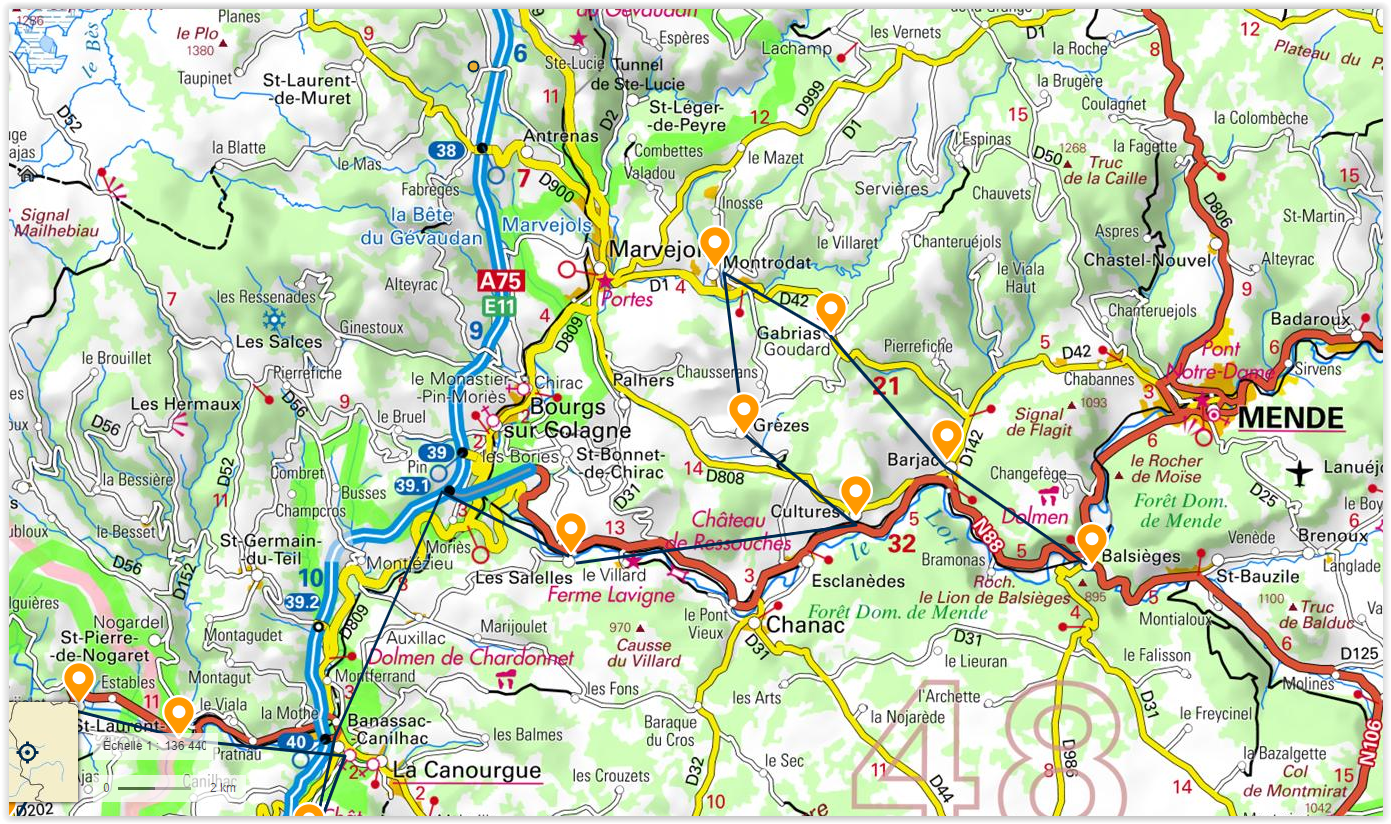 1286
Planes
9
du Gévaudan
Espères
D1
12
le Plo
1380
le Bès
Taupinet
St-Laurent-
-de-Muret
6
Ste-Lucie
Tunnel
de Ste-Lucie
Lachamp
les Vernets
la Roche
8
Plateau du P
la Brugère
Coulagnet
la Colombèche
D52
11
D2
St-Léger-
-de-Peyre
12
D999
D1
15
la Blatte
le Mas
38
Antrenas
Combettes
le Mazet
l'Espinas
D50
1268
Truc
de la Caille
la Fagette
ajas
7
D900
Fabrèges
Valadou
Servières
Chauvets
15
Signal
Mailhebiau
la Bête
du Gévaudan
Marvejols
Inosse
le Villaret
D806
St-Martin
Aspres
Chanteruéjols
Chastel-Nouvel
Montrodat
Alteyrac
A75
E11
Alteyrac
Portes
D1
4
D42
le Viala
Haut
9
7
les Ressenades
Ginestoux
4
D809
Chanteruéjols
Badaroux
Les Salces
9
Gabrias
Goudard
Pierrefiche
5
D42
Pont
Notre-Dame
6
Sirvens
le Brouillet
Pierrefiche
le Monastier-
-Pin-Moriès
Chirac
Palhers
Chausserans
21
Chabannes
3
Les Hermaux
D56
9
le Bruel
Bourgs
sur Colagne
Grèzes
Signal
de Flagit
1093
MENDE
D56
2
39
les Bories
St-Bonnet-
-de-Chirac
Barjac
D142
6
le Rocher
de Moïse
la Bessière
D52
Combret
Pin
14
D808
Changefège
Lanuéjo
11
Busses
39.1
D31
Cultures
Dolmen
Forêt Dom.
de Mende
D25
le Besset
Champcros
3
13
Château
de Ressouches
5
le Lot
N88
6
St-Germain-
-du-Teil
Moriès
32
Venède
Brenoux
D56
Montjézieu
Les Salelles
le Villard
Bramonas
5
Balsièges
Langlade
D152
10
8
Ferme Lavigne
3
Esclanèdes
Roch.
le Lion de Balsièges
895
5
St-Bauzile
39.2
D809
le Pont
Vieux
Forêt Dom. de Mende
4
1100
Truc
de Balduc
Nogardel
Montagudet
Auxillac
Marijoulet
970
Chanac
Montialoux
St-Pierre-
-de-Nogaret
Dolmen de Chardonnet
Causse
du Villard
D31
D31
6
D125
Montagut
Montferrand
le Lieuran
le Falisson
Estables
11
le Viala
3
les Fons
les Arts
l'Archette
Molines
la Mothe
Banassac-
-Canilhac
Baraque
du Cros
la Nojarède
D31
le Freycinel
St-Laurent-
40
les Balmes
48
N106
Échelle 1 : 136 440
Pratnau
2
La Canourgue
le Sec
la Bazalgette
les Crouzets
D32
11
8
D986
14
Col
de Montmirat
15
0
2 km
Canilhac
D202
2
10
D44
1042